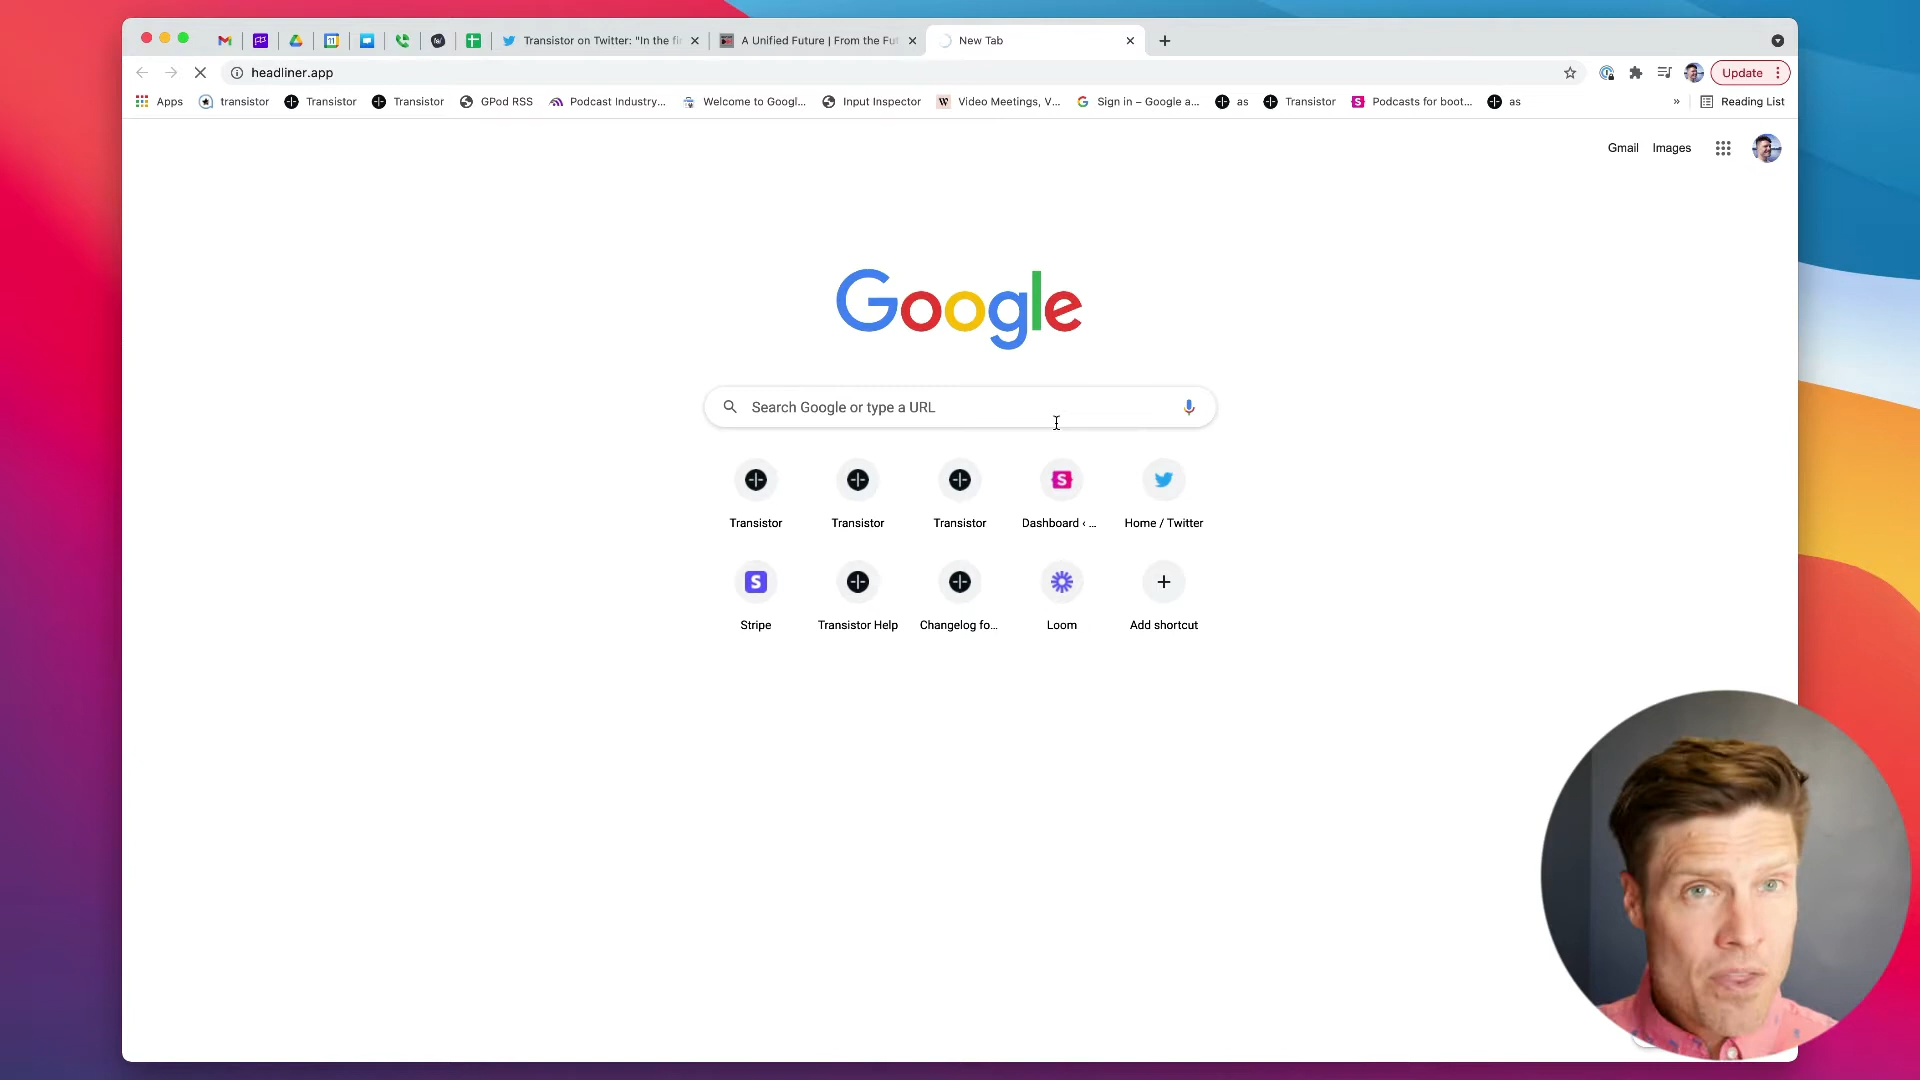 Transistor on Twitter: "In the fi
A Unified Future | From the Fu
New Tab
headliner.app
Update
Apps
transistor
Transistor
Transistor
GPod RSS
Podcast Industry...
Welcome to Googl...
Input Inspector
Video Meetings, V...
Sign in – Google a...
as
Transistor
Podcasts for boot...
as
»
Reading List
Gmail
Images
Google
Search Google or type a URL
Transistor
Transistor
Transistor
Dashboard ‹ ...
Home / Twitter
Stripe
Transistor Help
Changelog fo...
Loom
Add shortcut